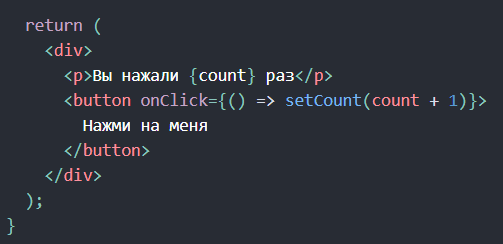 return (
<div>
<p>Вы нажали {count} раз</p>
<button onClick={() => setCount(count + 1)}>
Нажми на меня
</button>
</div>
);
}